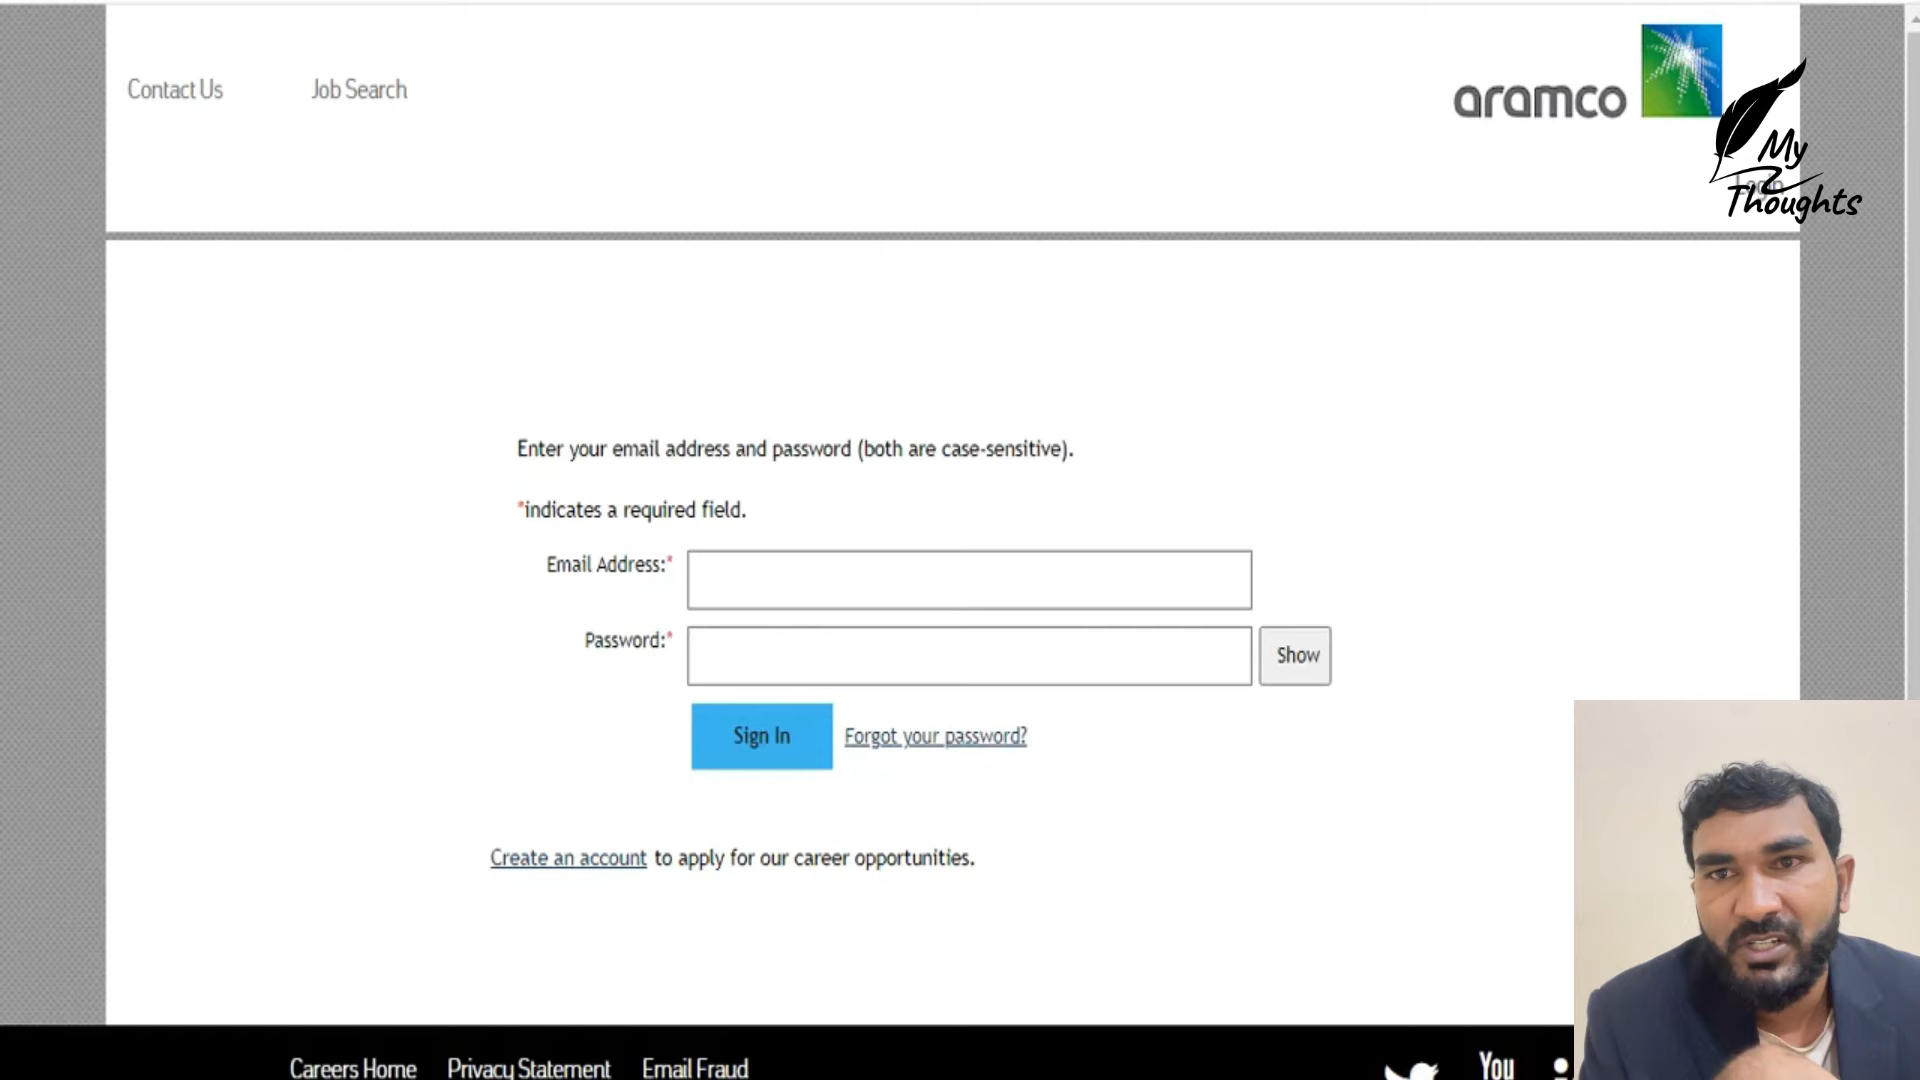 Contact Us
Job Search
aramco
My
Login
Thoughts
Enter your email address and password (both are case-sensitive).
*indicates a required field.
Email Address:*
Password:*
Show
Sign In
Forgot your password?
Create an account to apply for our career opportunities.
Careers Home
Privacy Statement
Email Fraud
You